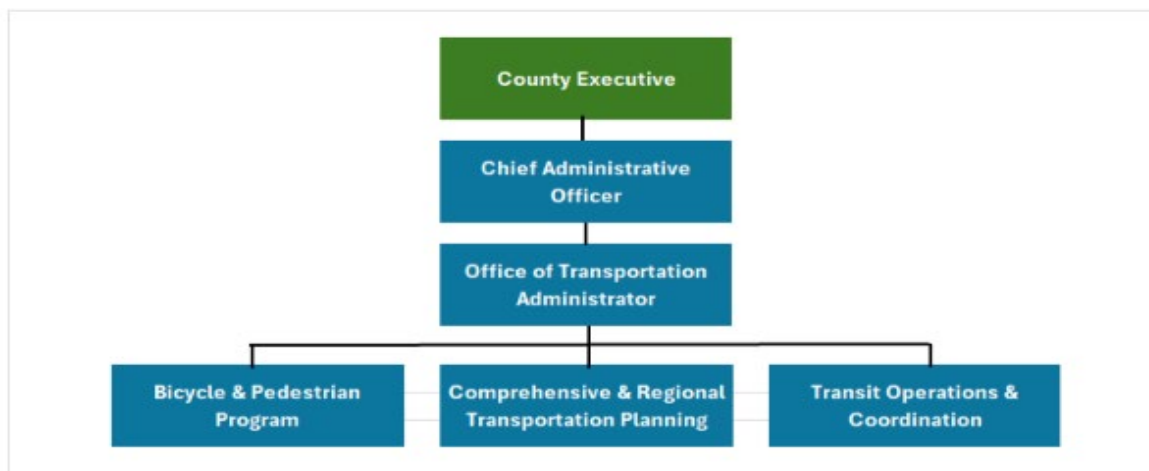 County Executive
Chief Administrative
Officer
Office of Transportation
Administrator
Bicycle & Pedestrian
Program
Comprehensive & Regional
Transportation Planning
Transit Operations &
Coordination